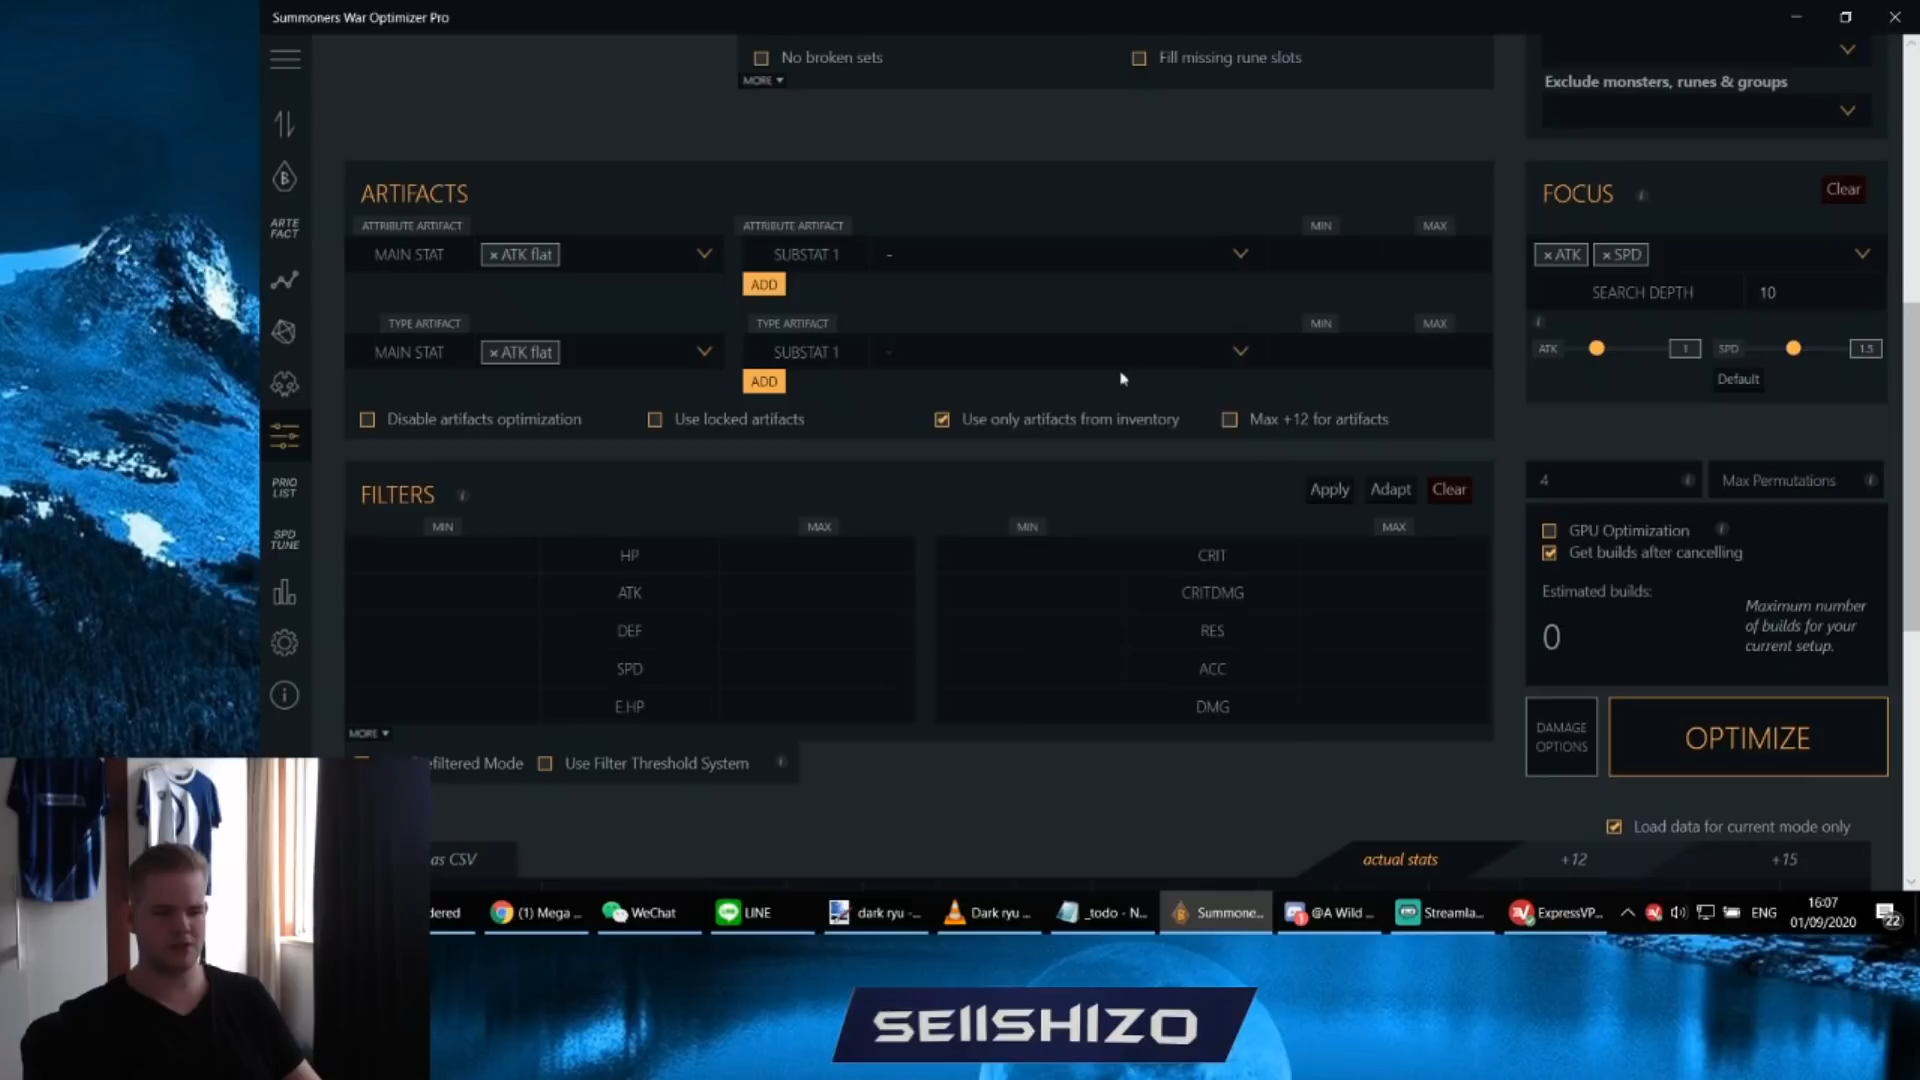 Summoners War Optimizer Pro
No broken sets
Fill missing rune slots
MORE
Exclude monsters, runes & groups
ARTE
FACT
PRIO
LIST
SPD
TUNE
ARTIFACTS
ATTRIBUTE ARTIFACT
ATTRIBUTE ARTIFACT
MIN
MAX
MAIN STAT
× ATK flat
SUBSTAT 1
-
ADD
TYPE ARTIFACT
TYPE ARTIFACT
MIN
MAX
MAIN STAT
× ATK flat
SUBSTAT 1
-
ADD
Disable artifacts optimization
Use locked artifacts
Use only artifacts from inventory
Max +12 for artifacts
FOCUS
Clear
× ATK
× SPD
SEARCH DEPTH
10
ATK
1
SPD
1.5
Default
FILTERS
Apply
Adapt
Clear
MIN
MAX
MIN
MAX
HP
CRIT
ATK
CRITDMG
DEF
RES
SPD
ACC
E.HP
DMG
MORE
efiltered Mode
Use Filter Threshold System
4
Max Permutations
GPU Optimization
Get builds after cancelling
Estimated builds:
0
Maximum number
of builds for your
current setup.
DAMAGE
OPTIONS
OPTIMIZE
Load data for current mode only
as CSV
actual stats
+12
+15
dered
(1) Mega ...
WeChat
LINE
dark ryu -...
Dark ryu ...
_todo - N...
Summone...
@A Wild ...
Streamla...
ExpressVP...
ENG
16:07
01/09/2020
22
SEIISHIZO